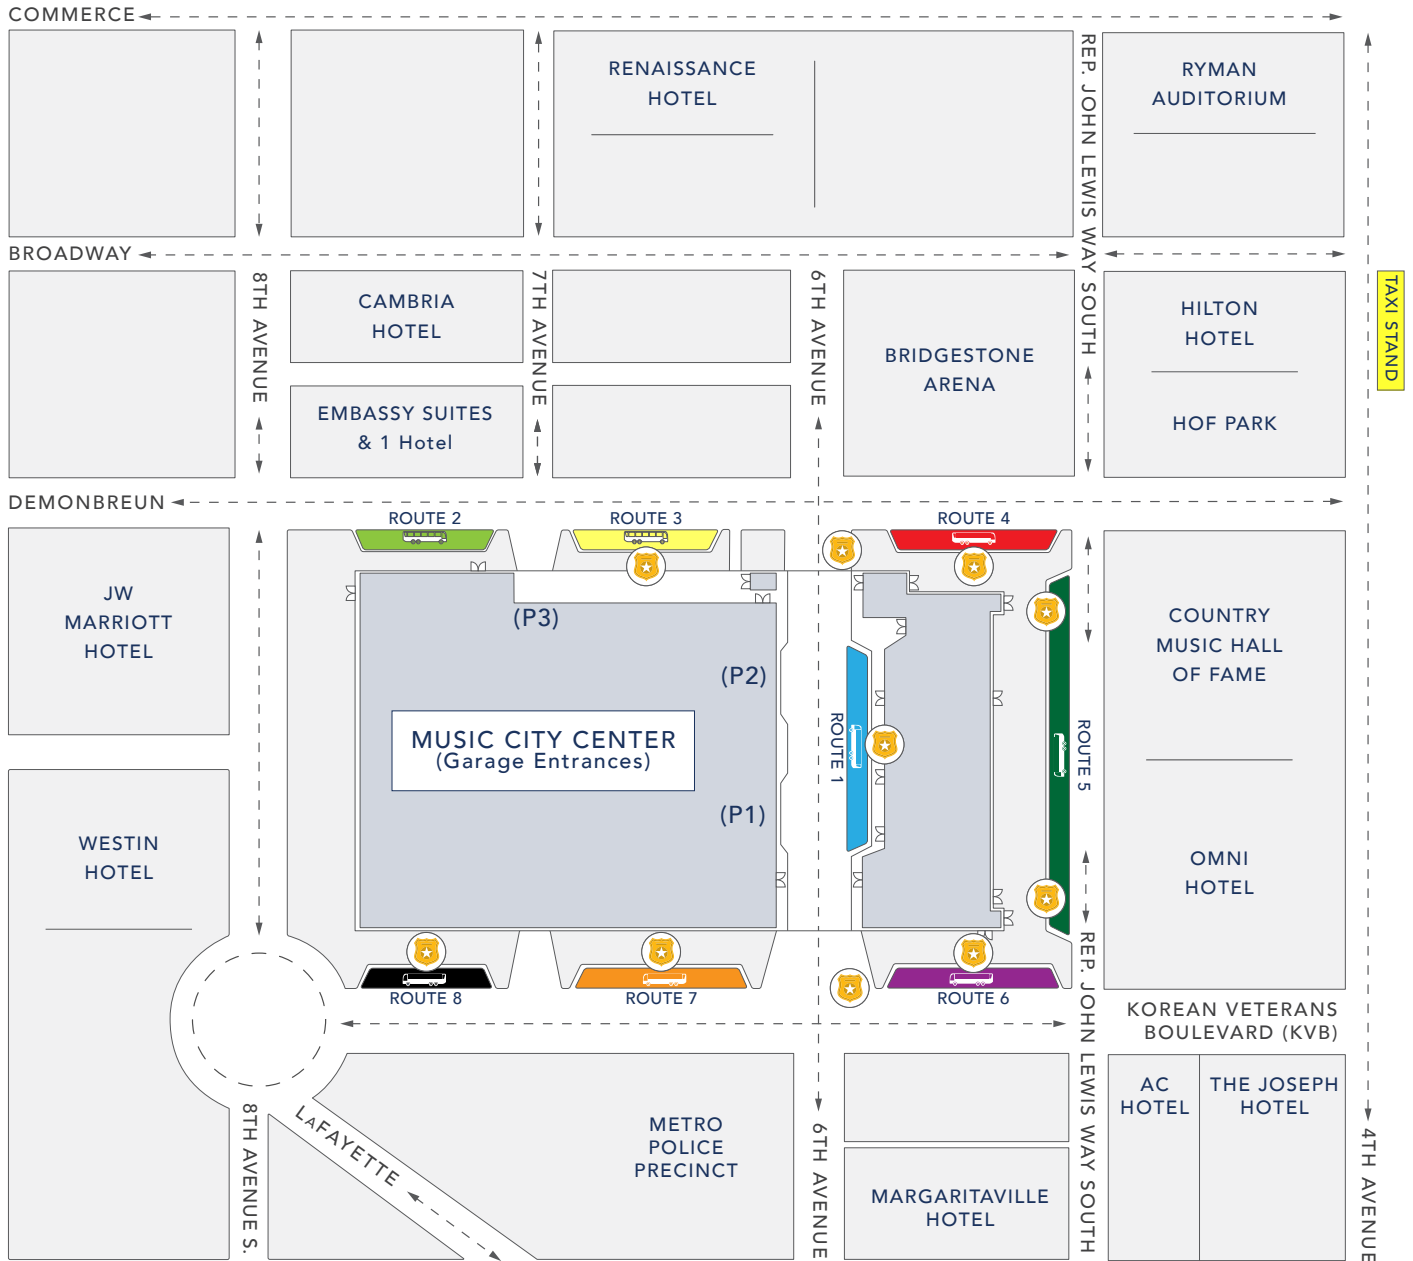 COMMERCE
RENAISSANCE
HOTEL
REP. JOHN LEWIS WAY SOUTH
RYMAN
AUDITORIUM
BROADWAY
8TH AVENUE
CAMBRIA
HOTEL
7TH AVENUE
6TH AVENUE
BRIDGESTONE
ARENA
HILTON
HOTEL
TAXI STAND
EMBASSY SUITES
& 1 Hotel
HOF PARK
DEMONBREUN
ROUTE 2
ROUTE 3
ROUTE 4
JW
MARRIOTT
HOTEL
(P3)
(P2)
COUNTRY
MUSIC HALL
OF FAME
MUSIC CITY CENTER
(Garage Entrances)
ROUTE 1
ROUTE 5
(P1)
WESTIN
HOTEL
OMNI
HOTEL
ROUTE 8
ROUTE 7
ROUTE 6
REP. JOHN LEWIS WAY SOUTH
KOREAN VETERANS
BOULEVARD (KVB)
8TH AVENUE S.
LAFAYETTE
METRO
POLICE
PRECINCT
6TH AVENUE
MARGARITAVILLE
HOTEL
AC
HOTEL
THE JOSEPH
HOTEL
4TH AVENUE